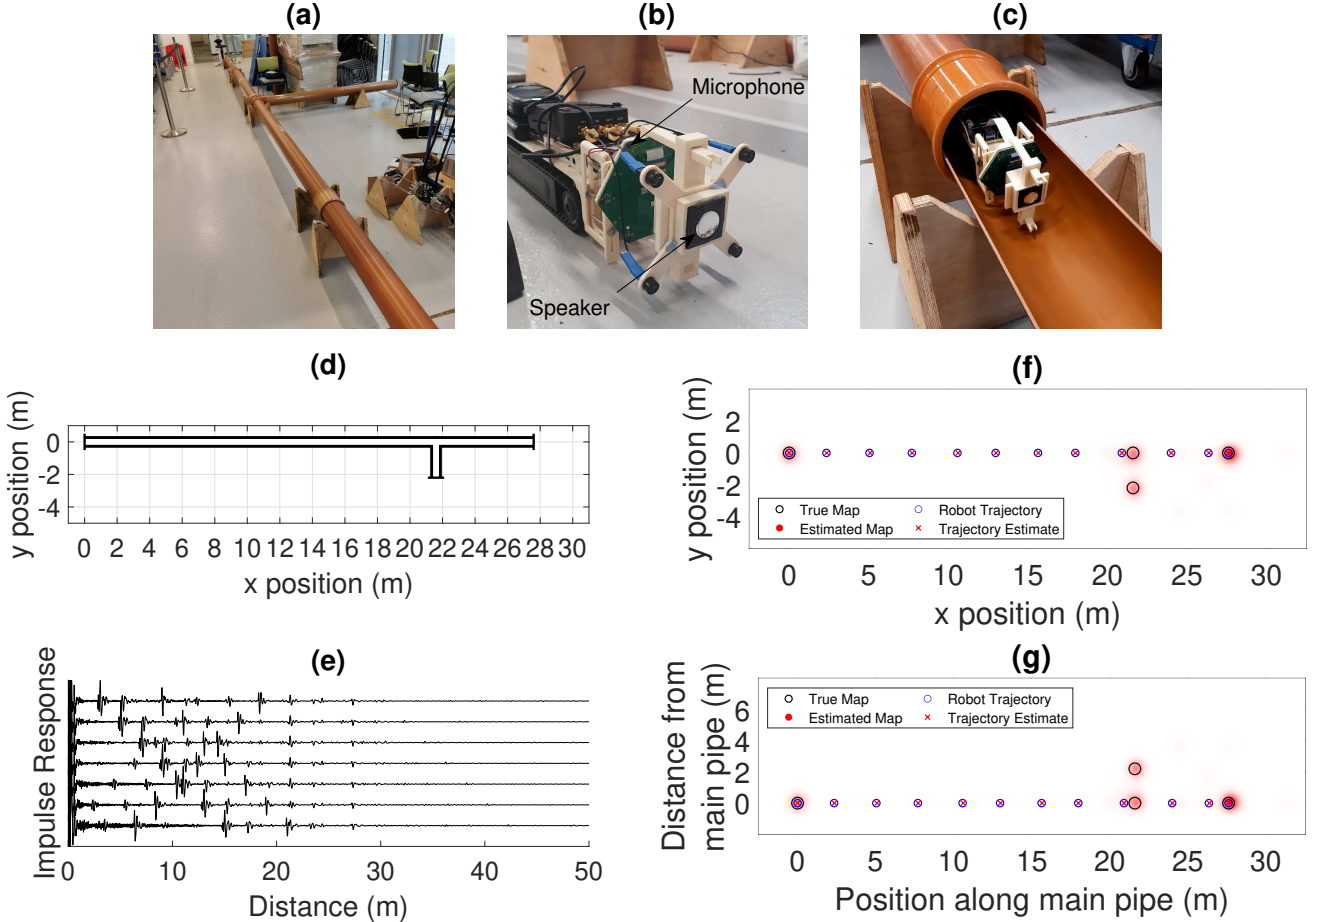 (a)
(b)
(c)
Microphone
Speaker
(d)
y position (m)
0
-2
-4
0 2 4 6 8 10 12 14 16 18 20 22 24 26 28 30
x position (m)
(f)
y position (m)
2
0
-2
-4
True Map
Robot Trajectory
Estimated Map
Trajectory Estimate
0 5 10 15 20 25 30
x position (m)
(e)
Impulse Response
0 10 20 30 40 50
Distance (m)
(g)
Distance from
main pipe (m)
6
4
2
0
True Map
Robot Trajectory
Estimated Map
Trajectory Estimate
0 5 10 15 20 25 30
Position along main pipe (m)